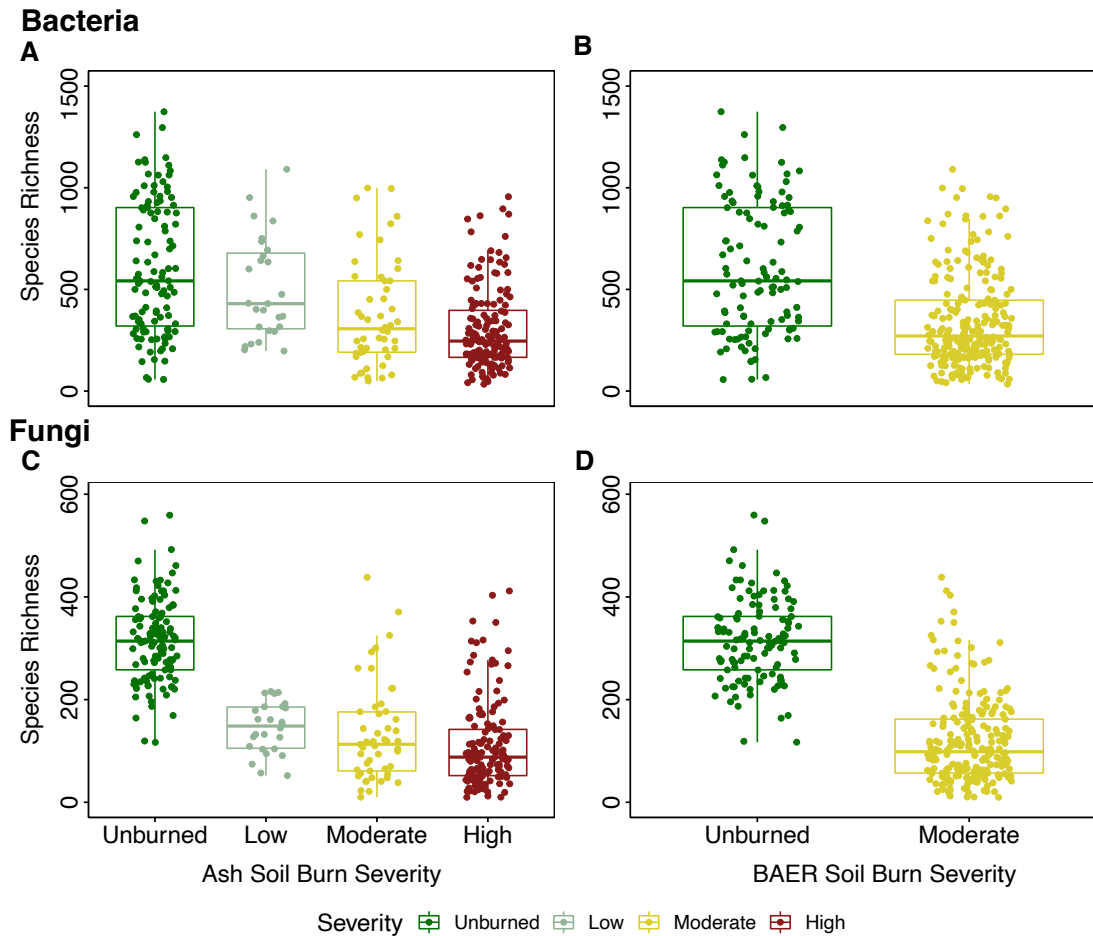 Bacteria
A
B
Species Richness
1500
1000
500
0
1500
1000
500
0
Fungi
C
D
Species Richness
600
400
200
0
600
400
200
0
Unburned Low Moderate High
Unburned Moderate
Ash Soil Burn Severity
BAER Soil Burn Severity
Severity Unburned Low Moderate High